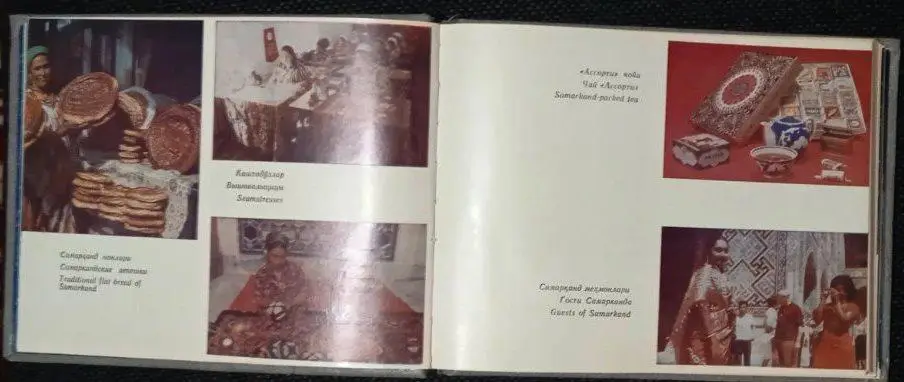 Самарқанд нонлари
Самаркандские лепешки
Traditional flat bread of
Samarkand
Каштадўзлар
Вышивальщицы
Seamstresses
«Ассорти» чойи
Чай «Ассорти»
Samarkand-packed tea
Самарқанд меҳмонлари
Гости Самарканда
Guests of Samarkand